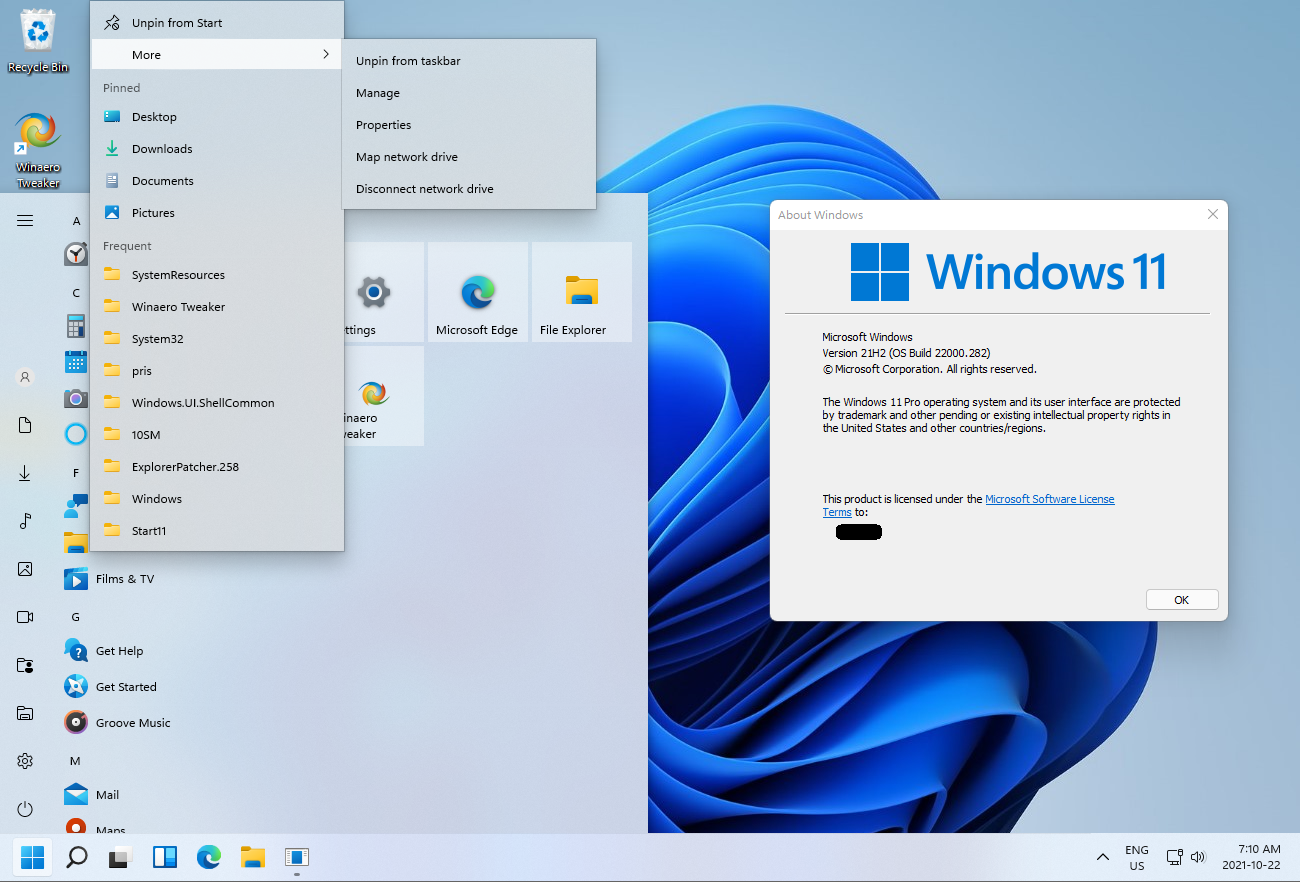 Recycle Bin
Winaero
Tweaker
Unpin from Start
More
Pinned
Desktop
Downloads
Documents
Pictures
Frequent
SystemResources
Winaero Tweaker
System32
pris
Windows.UI.ShellCommon
10SM
ExplorerPatcher.258
Windows
Start11
Unpin from taskbar
Manage
Properties
Map network drive
Disconnect network drive
A
C
F
Films & TV
G
Get Help
Get Started
Groove Music
M
Mail
Maps
ettings
Microsoft Edge
File Explorer
inaero
eaker
About Windows
Windows 11
Microsoft Windows
Version 21H2 (OS Build 22000.282)
© Microsoft Corporation. All rights reserved.
The Windows 11 Pro operating system and its user interface are protected
by trademark and other pending or existing intellectual property rights in
the United States and other countries/regions.
This product is licensed under the Microsoft Software License
Terms to:
OK
ENG
US
7:10 AM
2021-10-22